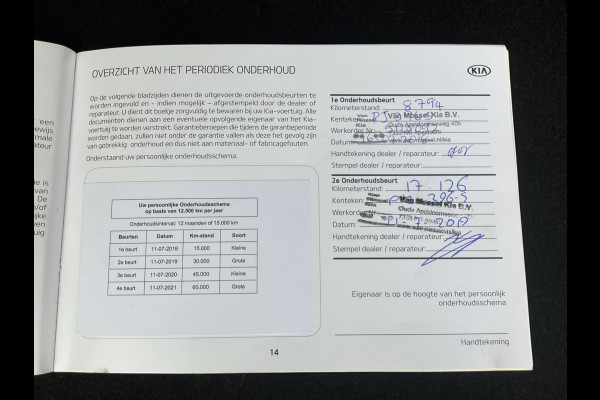 OVERZICHT VAN HET PERIODIEK ONDERHOUD
KIA
Op de volgende bladzijden dienen de uitgevoerde onderhoudsbeurten te
worden ingevuld en - indien mogelijk - afgestempeld door de dealer of
reparateur. U dient dit boekje zorgvuldig te bewaren bij uw Kia-voertuig. Alle
documenten dienen aan een eventuele opvolgende eigenaar van het Kia-
voertuig te worden verstrekt. Garantieberoepen die tijdens de garantieperiode
worden gedaan, zullen niet onder de garantie vallen als deze het gevolg zijn
van gebrekkig onderhoud en dus niet aan materiaal- of fabricagefouten.
Onderstaand uw persoonlijke onderhoudsschema.
Uw persoonlijke Onderhoudsschema
op basis van 12.500 km per jaar
Onderhoudsinterval: 12 maanden of 15.000 km
Beurten Datum Km-stand Soort
1e beurt 11-07-2018 15.000 Kleine
2e beurt 11-07-2019 30.000 Grote
3e beurt 11-07-2020 45.000 Kleine
4e beurt 11-07-2021 60.000 Grote
1e Onderhoudsbeurt
Kilometerstand: 8794
Kenteken: Van Mossel Kia B.V.
Werkorder Nr.
Datum
Handtekening dealer / reparateur:
Stempel dealer / reparateur:
2e Onderhoudsbeurt
Kilometerstand: 17.126
Kenteken: Van Mossel Kia B.V.
Datum:
Handtekening dealer / reparateur:
Stempel dealer / reparateur:
Eigenaar is op de hoogte van het persoonlijk
onderhoudsschema
Handtekening
14